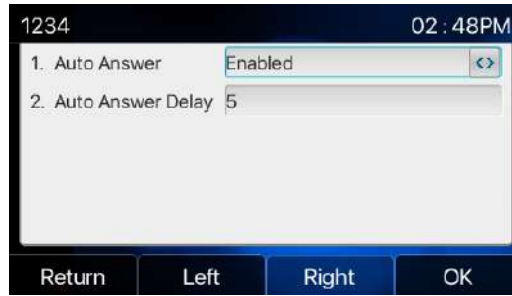 1234 02:48PM
1. Auto Answer Enabled <>
2. Auto Answer Delay 5
Return Left Right OK